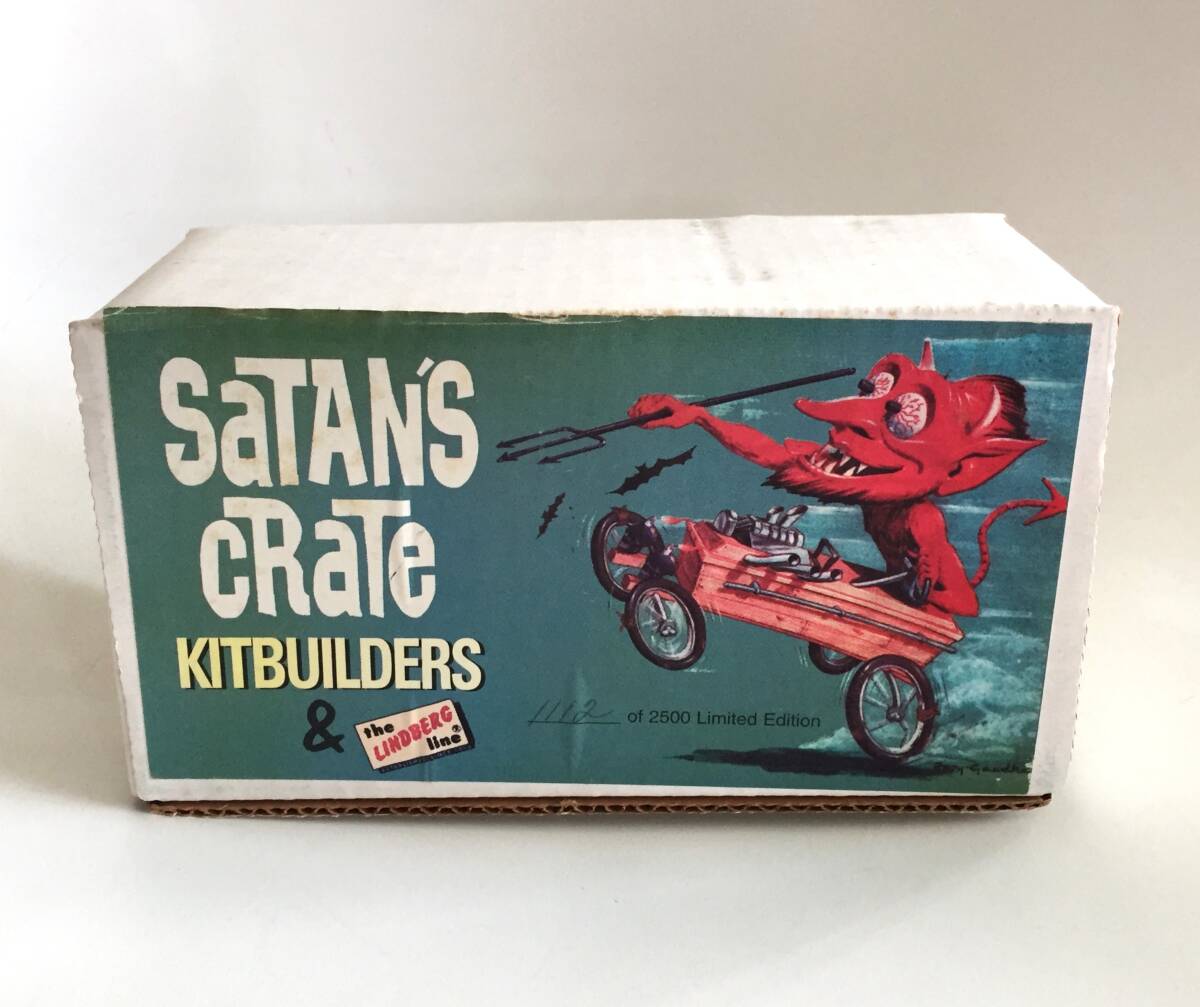 SaTAN'S
CRaTe
KITBUILDERS
& the LINDBERG line®
1112 of 2500 Limited Edition